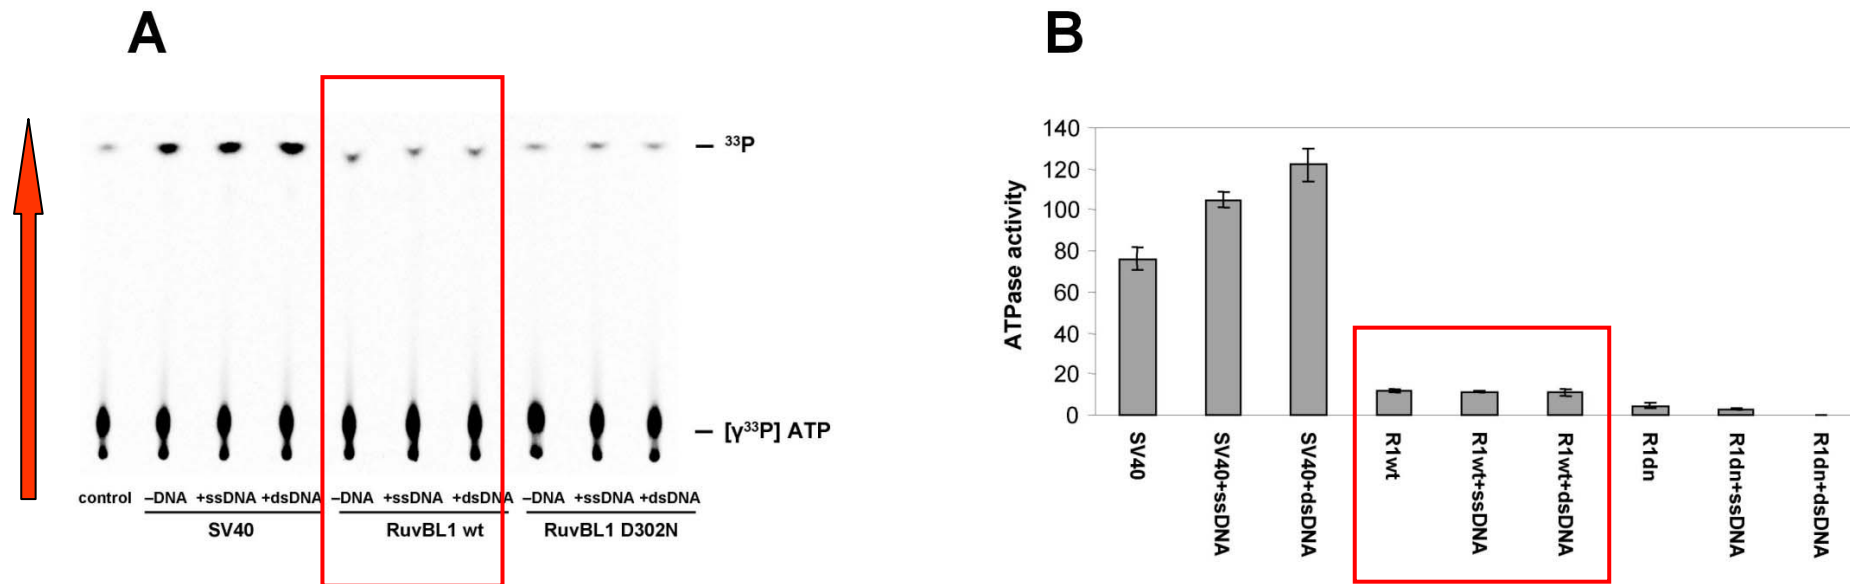 A
³³P
[γ³³P] ATP
control –DNA +ssDNA +dsDNA –DNA +ssDNA +dsDNA –DNA +ssDNA +dsDNA
SV40 RuvBL1 wt RuvBL1 D302N
B
ATPase activity
140
120
100
80
60
40
20
0
SV40
SV40+ssDNA
SV40+dsDNA
R1wt
R1wt+ssDNA
R1wt+dsDNA
R1dn
R1dn+ssDNA
R1dn+dsDNA